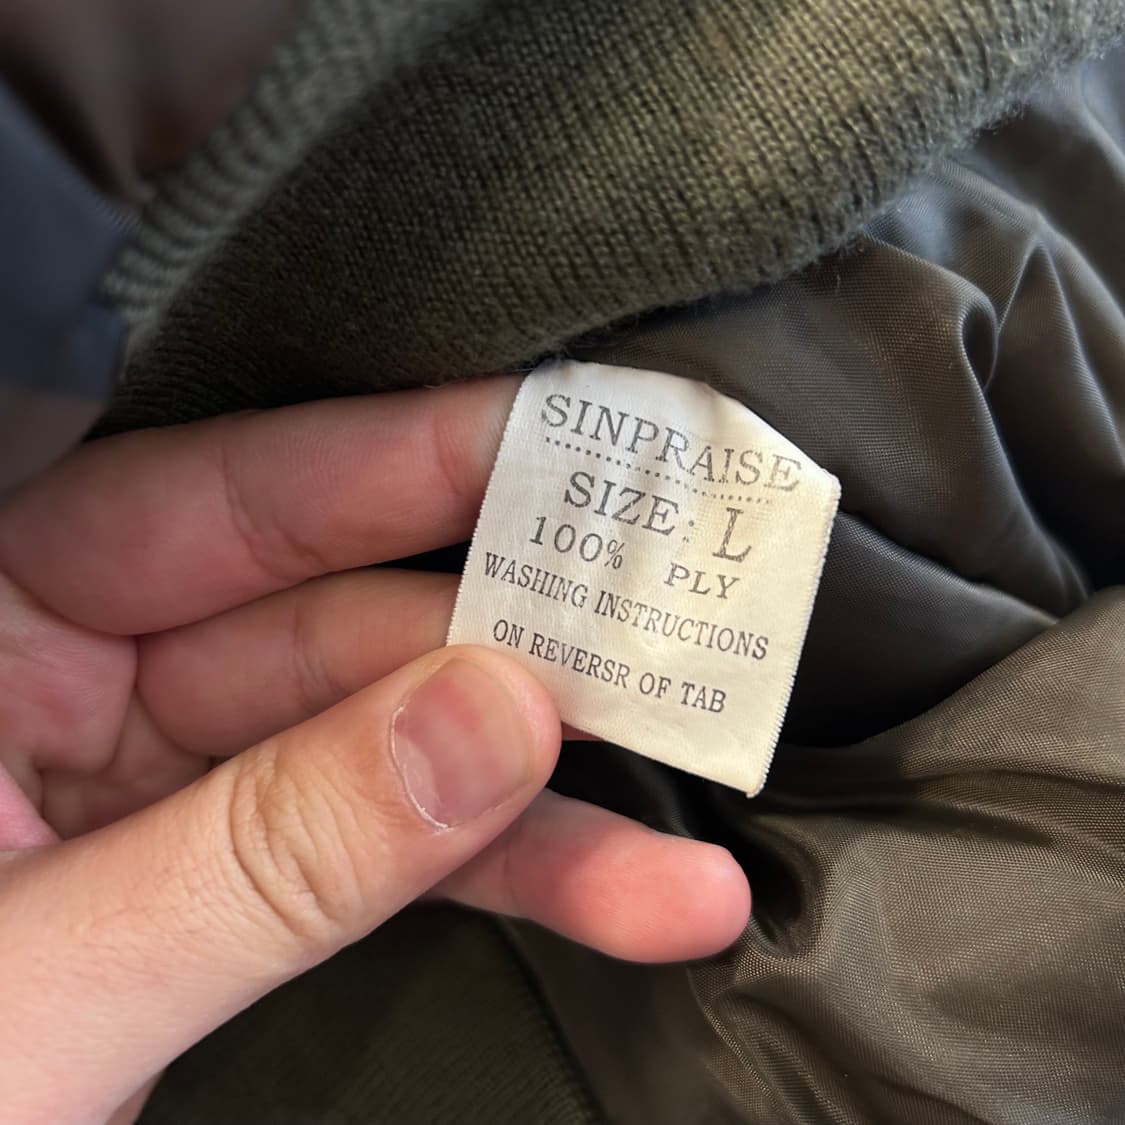 SINPRAISE
SIZE: L
100% PLY
WASHING INSTRUCTIONS
ON REVERSR OF TAB